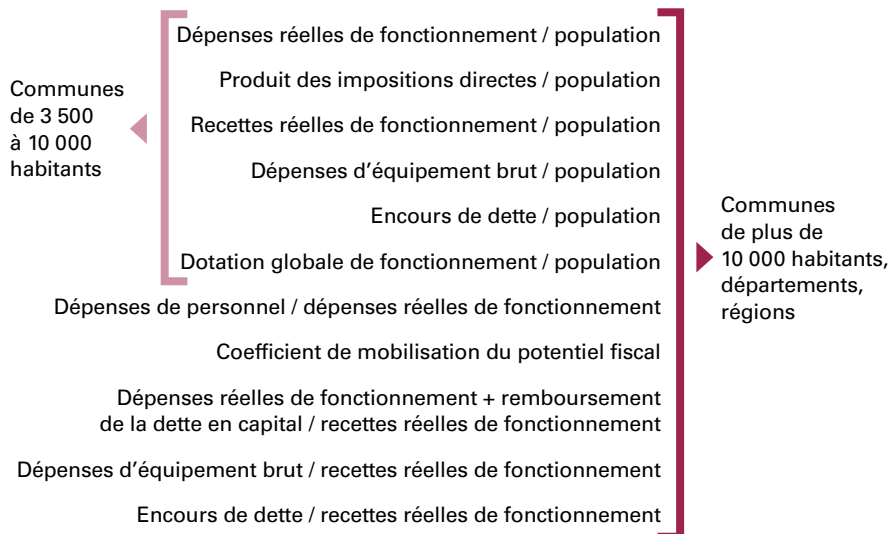 Communes
de 3 500
à 10 000
habitants
Dépenses réelles de fonctionnement / population
Produit des impositions directes / population
Recettes réelles de fonctionnement / population
Dépenses d’équipement brut / population
Encours de dette / population
Dotation globale de fonctionnement / population
Dépenses de personnel / dépenses réelles de fonctionnement
Coefficient de mobilisation du potentiel fiscal
Dépenses réelles de fonctionnement + remboursement
de la dette en capital / recettes réelles de fonctionnement
Dépenses d’équipement brut / recettes réelles de fonctionnement
Encours de dette / recettes réelles de fonctionnement
Communes
de plus de
10 000 habitants,
départements,
régions